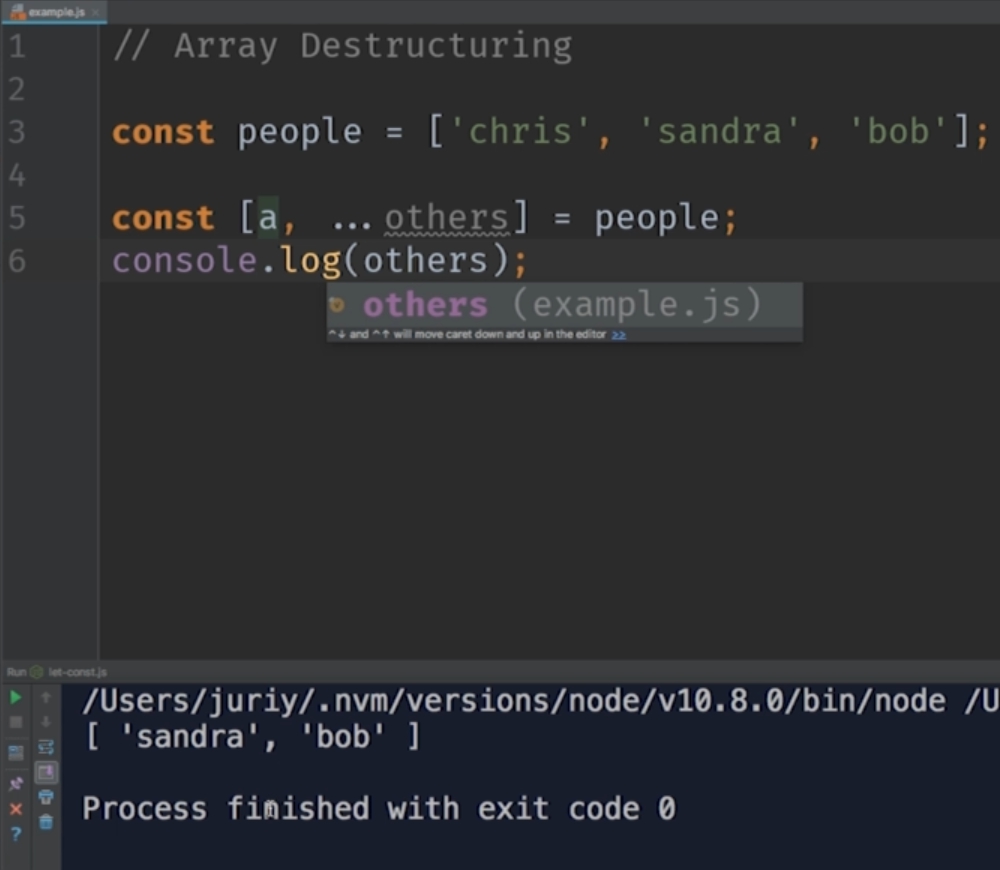 example.js
1 // Array Destructuring
2
3 const people = ['chris', 'sandra', 'bob'];
4
5 const [a, ...others] = people;
6 console.log(others);
others (example.js)
^↓ and ^↑ will move caret down and up in the editor >>
Run let-const.js
/Users/juriy/.nvm/versions/node/v10.8.0/bin/node /U
[ 'sandra', 'bob' ]
Process finished with exit code 0
?